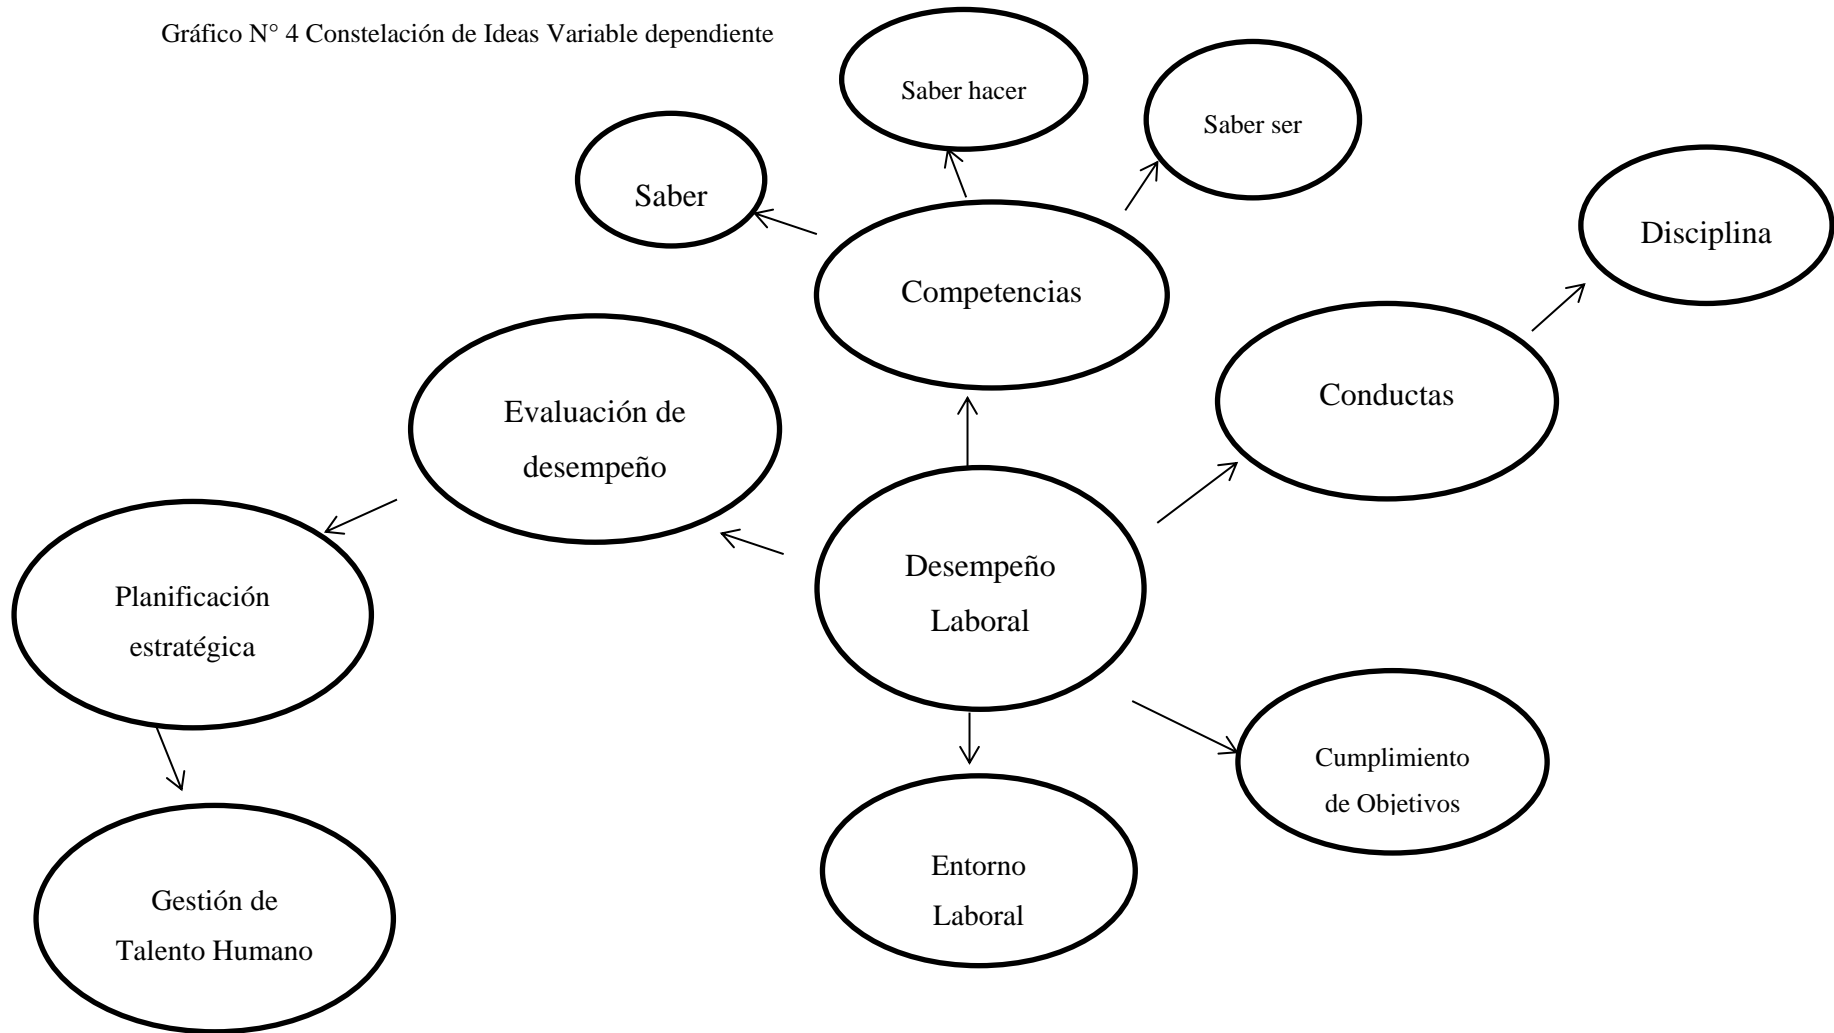 Gráfico N° 4 Constelación de Ideas Variable dependiente
Saber hacer
Saber ser
Saber
Disciplina
Competencias
Conductas
Evaluación de
desempeño
Desempeño
Laboral
Planificación
estratégica
Cumplimiento
de Objetivos
Entorno
Laboral
Gestión de
Talento Humano